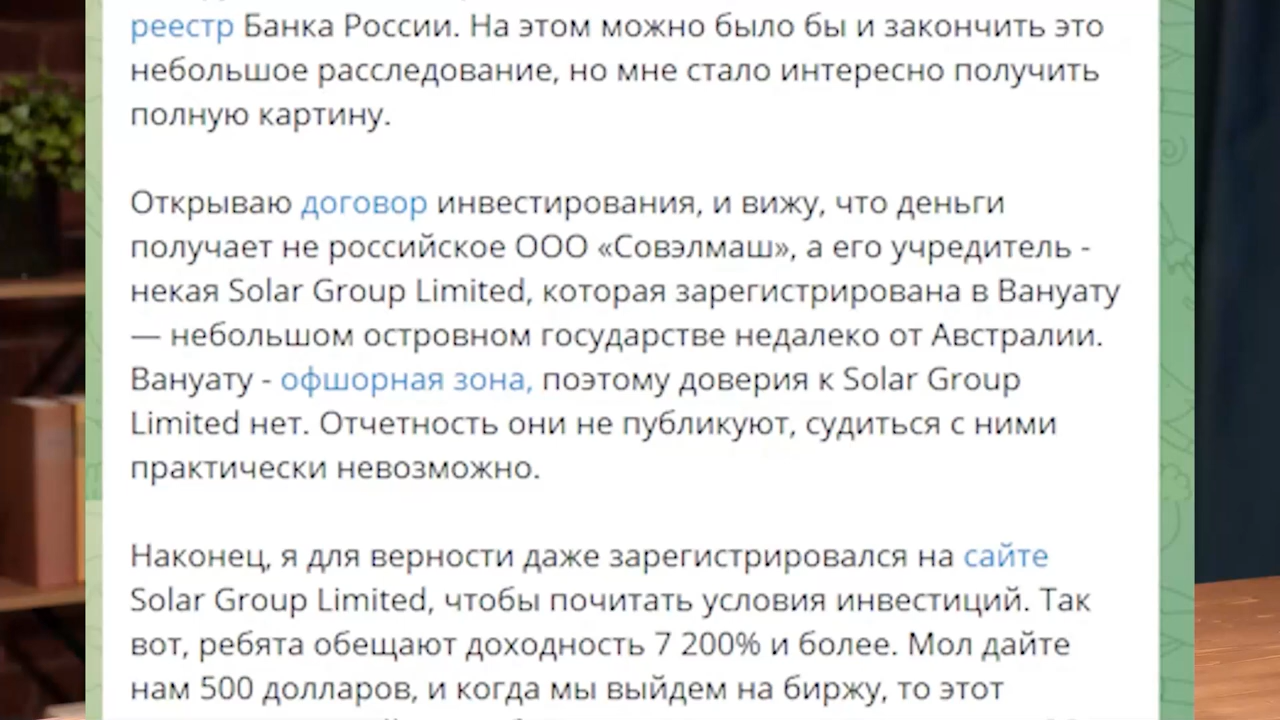 реестр Банка России. На этом можно было бы и закончить это
небольшое расследование, но мне стало интересно получить
полную картину.
Открываю договор инвестирования, и вижу, что деньги
получает не российское ООО «Совэлмаш», а его учредитель -
некая Solar Group Limited, которая зарегистрирована в Вануату
— небольшом островном государстве недалеко от Австралии.
Вануату - офшорная зона, поэтому доверия к Solar Group
Limited нет. Отчетность они не публикуют, судиться с ними
практически невозможно.
Наконец, я для верности даже зарегистрировался на сайте
Solar Group Limited, чтобы почитать условия инвестиций. Так
вот, ребята обещают доходность 7 200% и более. Мол дайте
нам 500 долларов, и когда мы выйдем на биржу, то этот